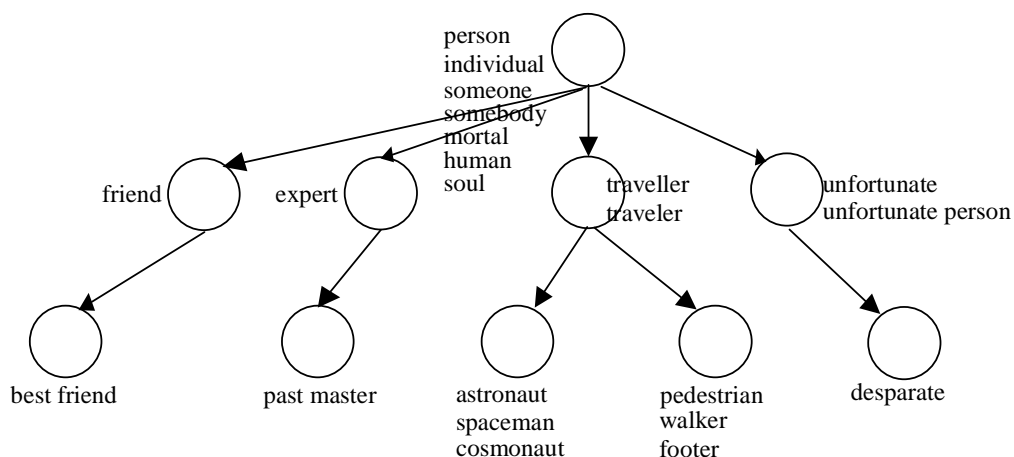 person
individual
someone
somebody
mortal
human
soul
friend
expert
traveller
traveler
unfortunate
unfortunate person
best friend
past master
astronaut
spaceman
cosmonaut
pedestrian
walker
footer
desparate